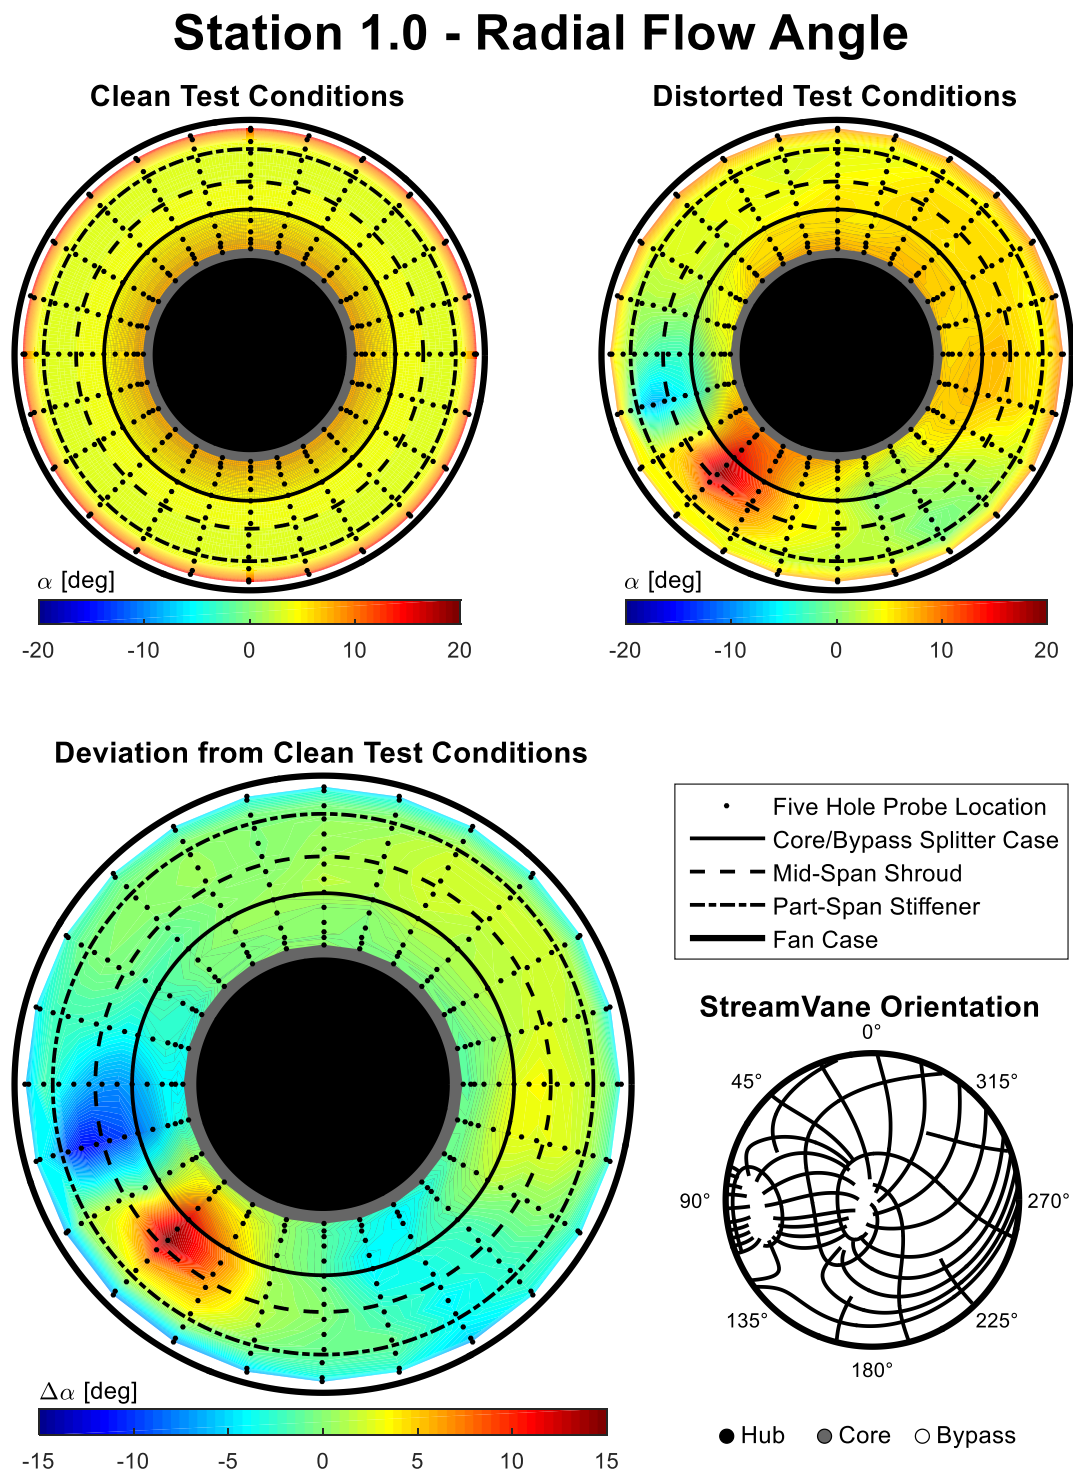 Station 1.0 - Radial Flow Angle
Clean Test Conditions
Distorted Test Conditions
α [deg]
-20 -10 0 10 20
α [deg]
-20 -10 0 10 20
Deviation from Clean Test Conditions
Δα [deg]
-15 -10 -5 0 5 10 15
Five Hole Probe Location
Core/Bypass Splitter Case
Mid-Span Shroud
Part-Span Stiffener
Fan Case
StreamVane Orientation
0°
45° 315°
90° 270°
135° 225°
180°
Hub Core Bypass